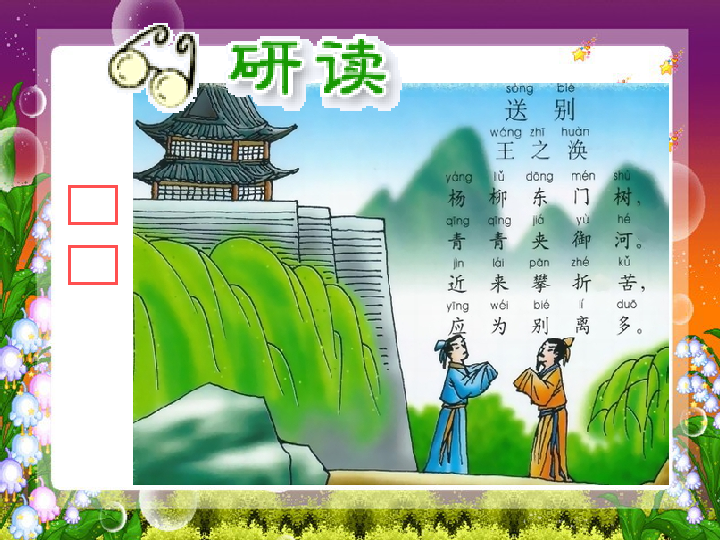 研读
sòng bié
送 别
wáng zhī huàn
王 之 涣
yáng liǔ dōng mén shù
杨 柳 东 门 树，
qīng qīng jiá yù hé
青 青 夹 御 河。
jìn lái pān zhé kǔ
近 来 攀 折 苦，
yīng wéi bié lí duō
应 为 别 离 多。